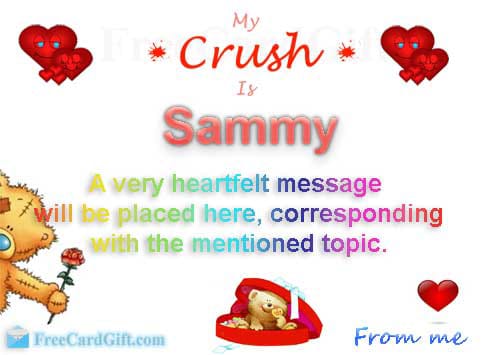 My
Crush
Is
Sammy
A very heartfelt message
will be placed here, corresponding
with the mentioned topic.
FreeCardGift.com
From me